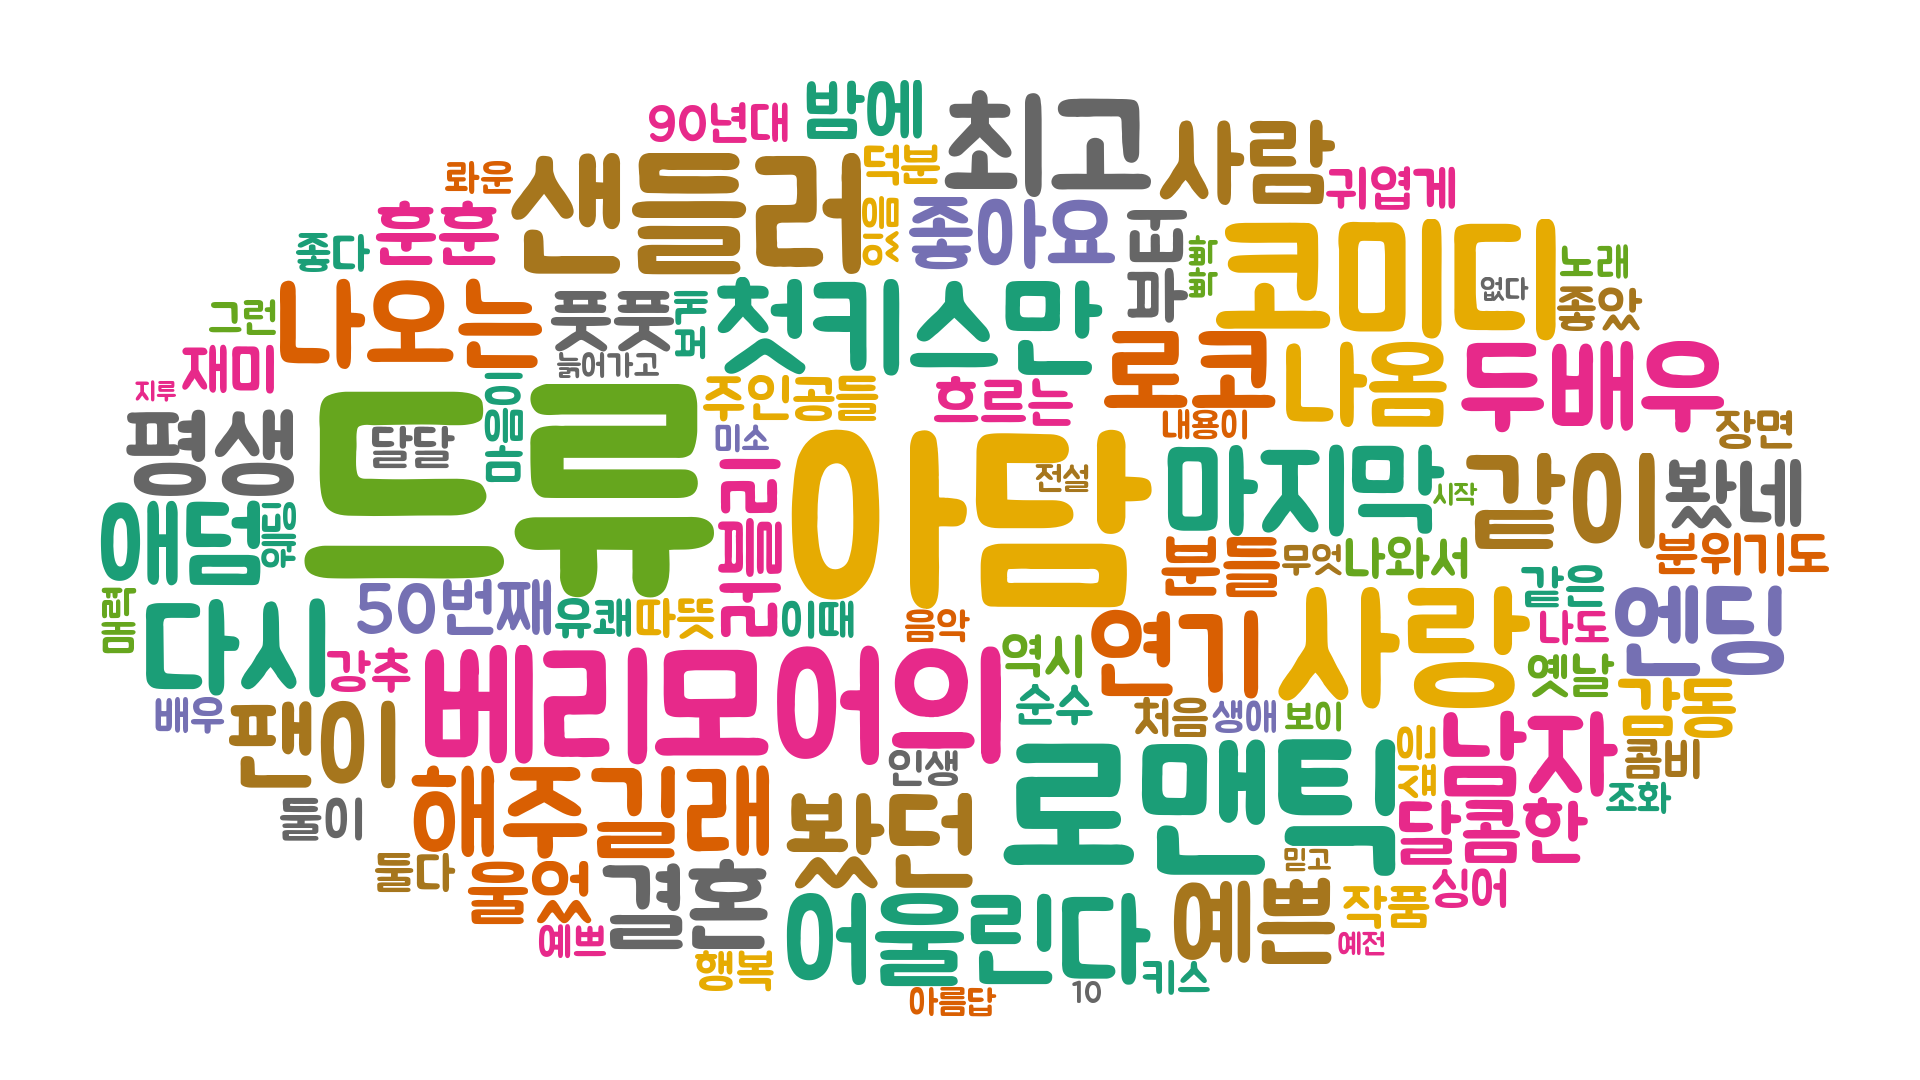 90년대
밤에
최고
사람
귀엽게
롸운
샌들러
덕분
훈훈
있음
좋아요
좋다
코미디
노래
없다
좋았
그런
나오는
풋풋
첫키스만
로코
나옴
두배우
재미
늙어가고
지루
주인공들
흐르는
내용이
장면
평생
드류
달달
미소
아담
전설
마지막
시작
같이
봤네
애덤
분들
무엇
나와서
분위기도
50번째
유쾌
따뜻
이때
음악
같은
다시
강추
역시
연기
사랑
나도
엔딩
옛날
배우
팬이
베리모어의
순수
처음
생애
보이
감동
인생
로맨틱
남자
콤비
조화
둘이
해주길래
봤던
달콤한
둘다
울었
결혼
믿고
예쁜
작품
싱어
예쁘
행복
어울린다
예전
키스
아름답
10